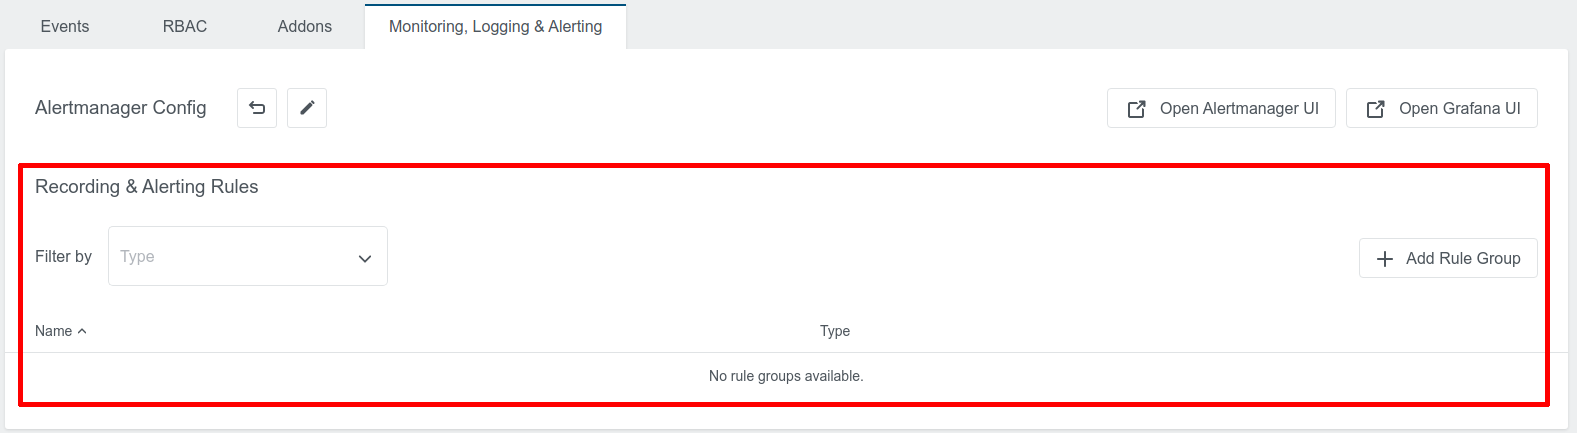 Events RBAC Addons Monitoring, Logging & Alerting
Alertmanager Config Open Alertmanager UI Open Grafana UI
Recording & Alerting Rules
Filter by Type Add Rule Group
Name Type
No rule groups available.